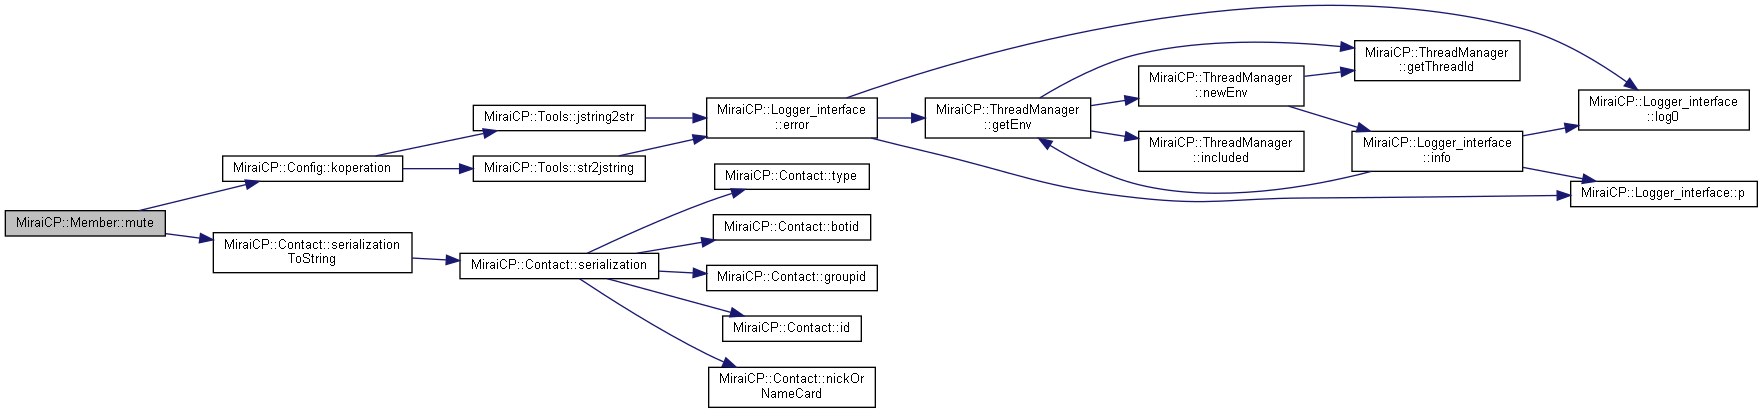 MiraiCP::Member::mute
MiraiCP::Config::koperation
MiraiCP::Contact::serialization
ToString
MiraiCP::Tools::jstring2str
MiraiCP::Tools::str2jstring
MiraiCP::Contact::serialization
MiraiCP::Logger_interface
::error
MiraiCP::Contact::type
MiraiCP::Contact::botid
MiraiCP::Contact::groupid
MiraiCP::Contact::id
MiraiCP::Contact::nickOr
NameCard
MiraiCP::ThreadManager
::getEnv
MiraiCP::ThreadManager
::newEnv
MiraiCP::ThreadManager
::included
MiraiCP::ThreadManager
::getThreadId
MiraiCP::Logger_interface
::info
MiraiCP::Logger_interface
::log0
MiraiCP::Logger_interface::p